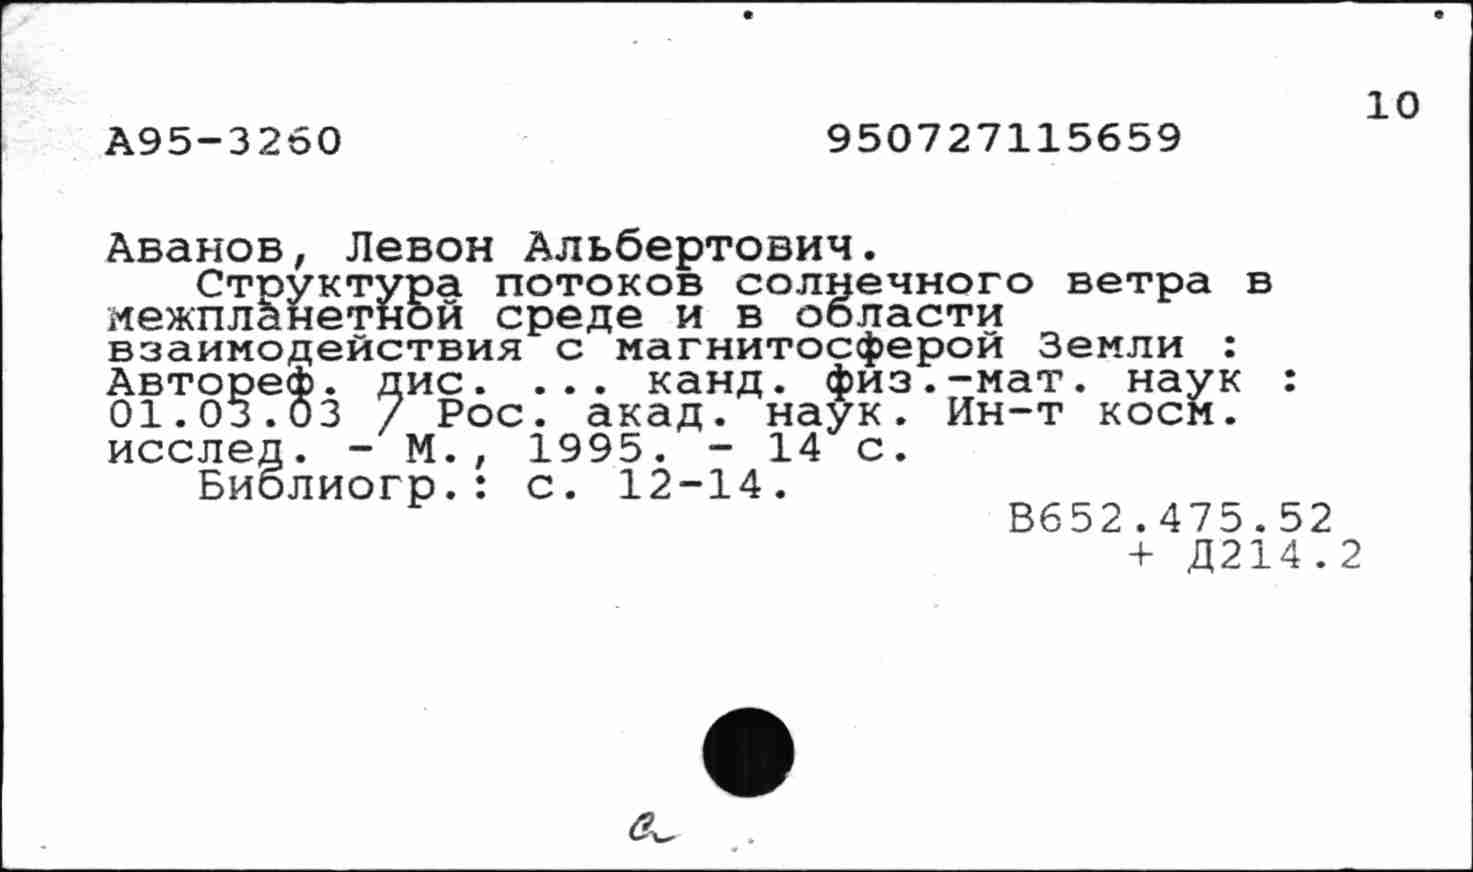 10
А95-3260 950727115659
Аванов, Левон Альбертович.
Структура потоков солнечного ветра в
межпланетной среде и в области
взаимодействия с магнитосферой Земли :
Автореф. дис. ... канд. физ.-мат. наук :
01.03.03 / Рос. акад. наук. Ин-т косм.
исслед. - М., 1995. - 14 с.
Библиогр.: с. 12-14.
В652.475.52
+ Д214.2